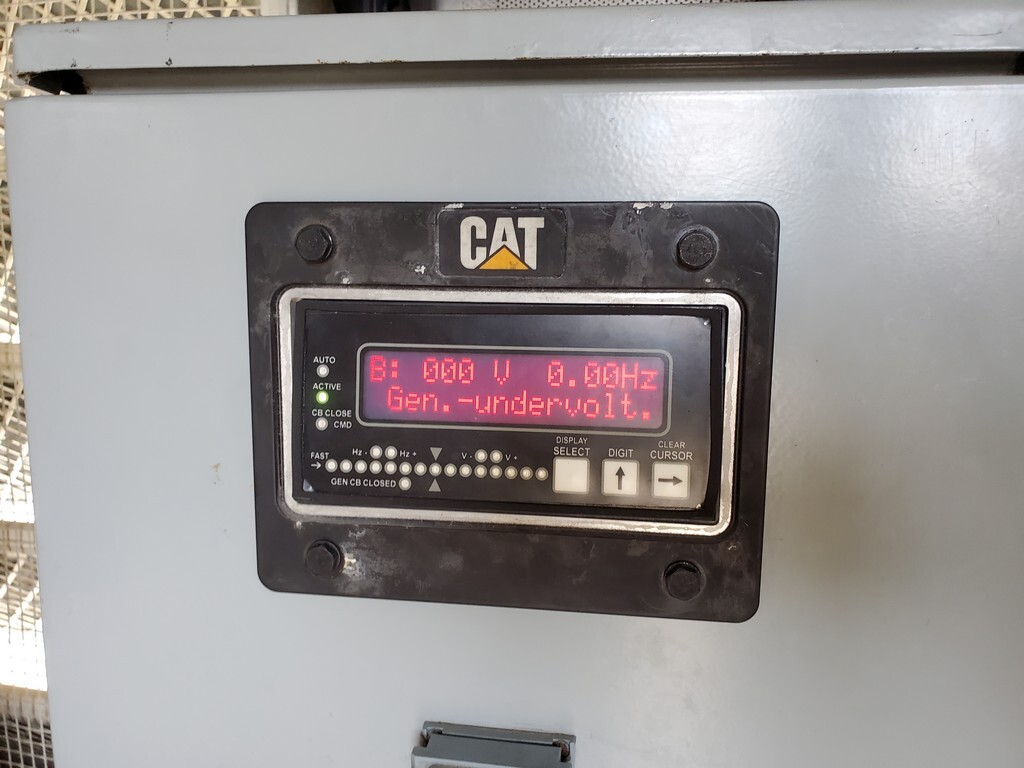 CAT
B: 000 V 0.00Hz
Gen.-undervolt.
AUTO
ACTIVE
CB CLOSE
CMD
FAST
Hz - Hz +
V - V +
GEN CB CLOSED
DISPLAY
SELECT
DIGIT
CLEAR
CURSOR